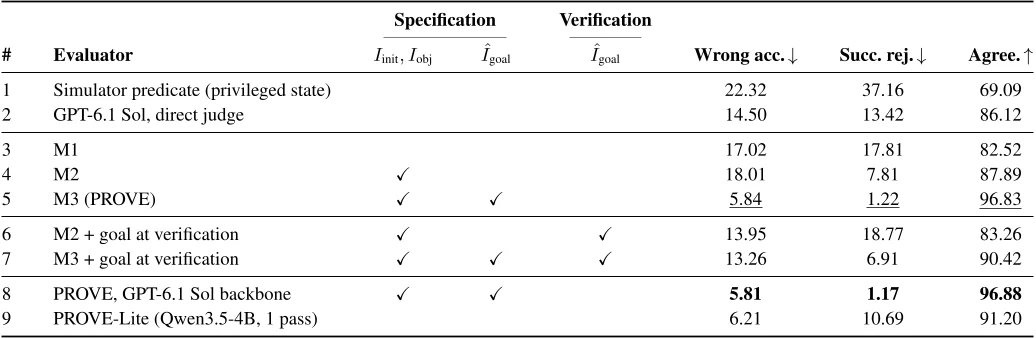 Specification Verification
# Evaluator I_init, I_obj Î_goal Î_goal Wrong acc.↓ Succ. rej.↓ Agree.↑
1 Simulator predicate (privileged state) 22.32 37.16 69.09
2 GPT-6.1 Sol, direct judge 14.50 13.42 86.12
3 M1 17.02 17.81 82.52
4 M2 ✓ 18.01 7.81 87.89
5 M3 (PROVE) ✓ ✓ 5.84 1.22 96.83
6 M2 + goal at verification ✓ ✓ 13.95 18.77 83.26
7 M3 + goal at verification ✓ ✓ ✓ 13.26 6.91 90.42
8 PROVE, GPT-6.1 Sol backbone ✓ ✓ 5.81 1.17 96.88
9 PROVE-Lite (Qwen3.5-4B, 1 pass) 6.21 10.69 91.20